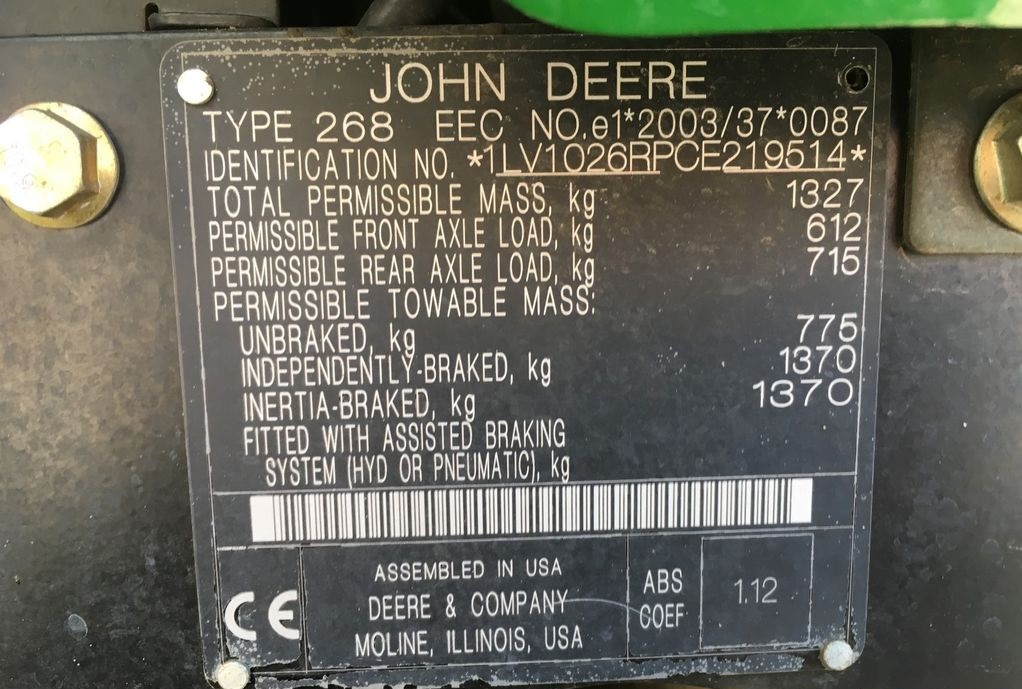 JOHN DEERE
TYPE 268 EEC NO.e1*2003/37*0087
IDENTIFICATION NO. *1LV1026RPCE219514*
TOTAL PERMISSIBLE MASS, kg 1327
PERMISSIBLE FRONT AXLE LOAD, kg 612
PERMISSIBLE REAR AXLE LOAD, kg 715
PERMISSIBLE TOWABLE MASS:
UNBRAKED, kg 775
INDEPENDENTLY-BRAKED, kg 1370
INERTIA-BRAKED, kg 1370
FITTED WITH ASSISTED BRAKING
SYSTEM (HYD OR PNEUMATIC), kg
CE
ASSEMBLED IN USA
DEERE & COMPANY
MOLINE, ILLINOIS, USA
ABS
COEF
1.12